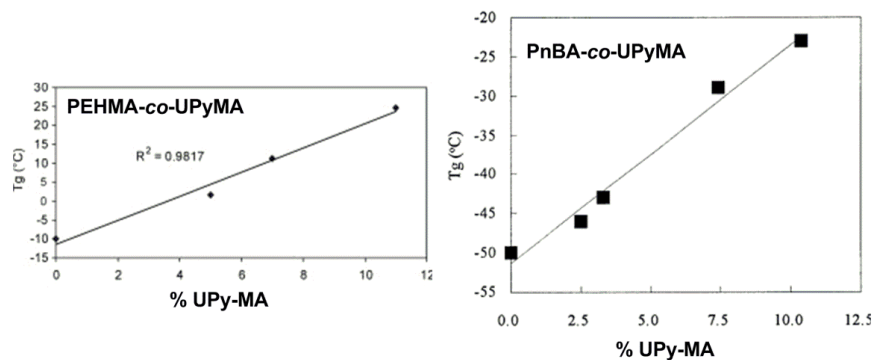 30
25
20
15
10
5
0
-5
-10
-15
Tg (°C)
PEHMA-co-UPyMA
R² = 0.9817
0 2 4 6 8 10 12
% UPy-MA
-20
-25
-30
-35
-40
-45
-50
-55
Tg (°C)
PnBA-co-UPyMA
0.0 2.5 5.0 7.5 10.0 12.5
% UPy-MA